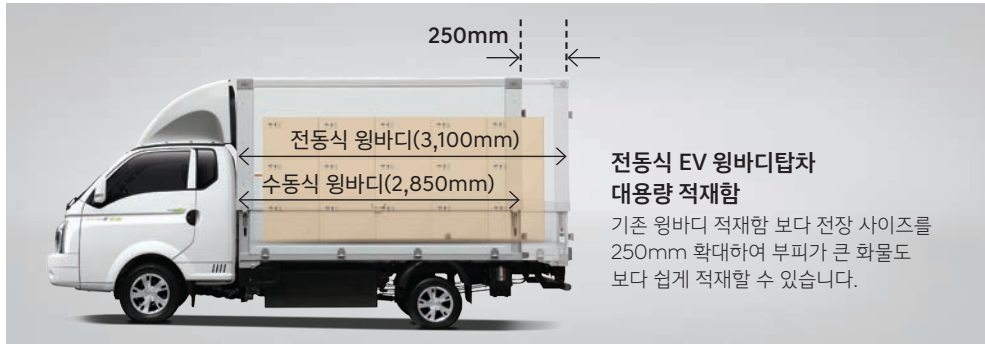 250mm
전동식 윙바디(3,100mm)
수동식 윙바디(2,850mm)
전동식 EV 윙바디탑차
대용량 적재함
기존 윙바디 적재함 보다 전장 사이즈를
250mm 확대하여 부피가 큰 화물도
보다 쉽게 적재할 수 있습니다.